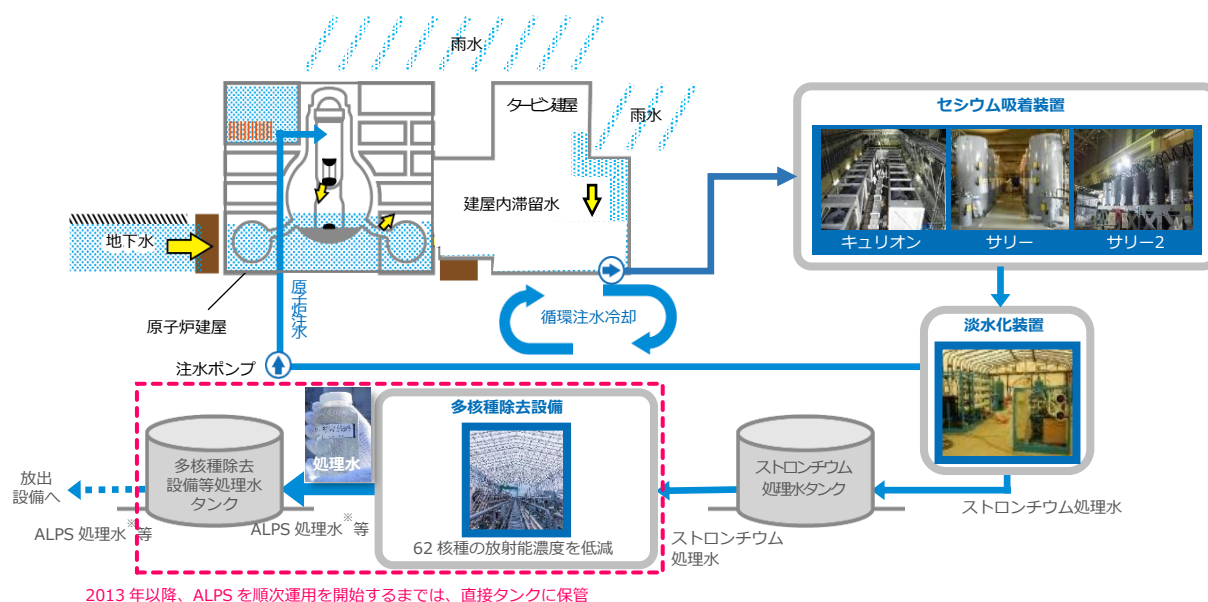 雨水
タービン建屋
雨水
セシウム吸着装置
キュリオン
サリー
サリー2
建屋内滞留水
地下水
原子炉建屋
原子炉注水
循環注水冷却
淡水化装置
注水ポンプ
多核種除去設備
処理水
多核種除去
設備等処理水
タンク
放出
設備へ
ALPS 処理水※等
ALPS 処理水※等
62 核種の放射能濃度を低減
ストロンチウム
処理水タンク
ストロンチウム処理水
ストロンチウム
処理水
2013 年以降、ALPS を順次運用を開始するまでは、直接タンクに保管